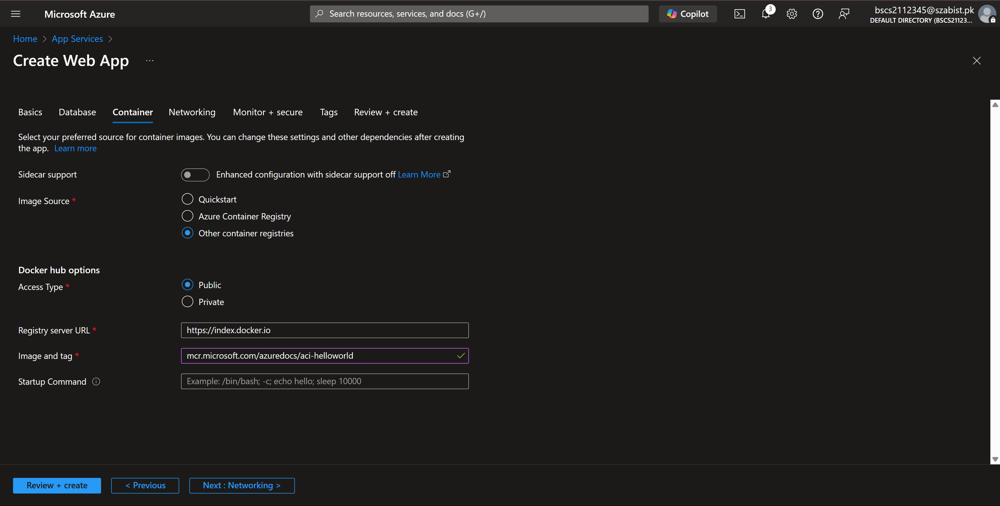 Microsoft Azure
Search resources, services, and docs (G+/)
Copilot
3
bscs2112345@szabist.pk
DEFAULT DIRECTORY (BSCS21123...
Home > App Services >
Create Web App ...
Basics Database Container Networking Monitor + secure Tags Review + create
Select your preferred source for container images. You can change these settings and other dependencies after creating
the app. Learn more
Sidecar support
Enhanced configuration with sidecar support off Learn More
Image Source *
Quickstart
Azure Container Registry
Other container registries
Docker hub options
Access Type *
Public
Private
Registry server URL *
https://index.docker.io
Image and tag *
mcr.microsoft.com/azuredocs/aci-helloworld
Startup Command
Example: /bin/bash; -c; echo hello; sleep 10000
Review + create
< Previous
Next : Networking >